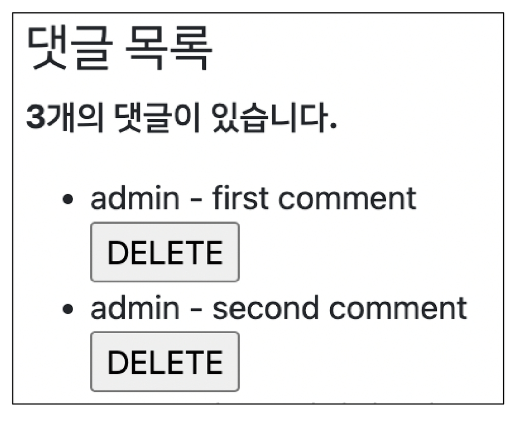 댓글 목록
3개의 댓글이 있습니다.
admin - first comment
DELETE
admin - second comment
DELETE